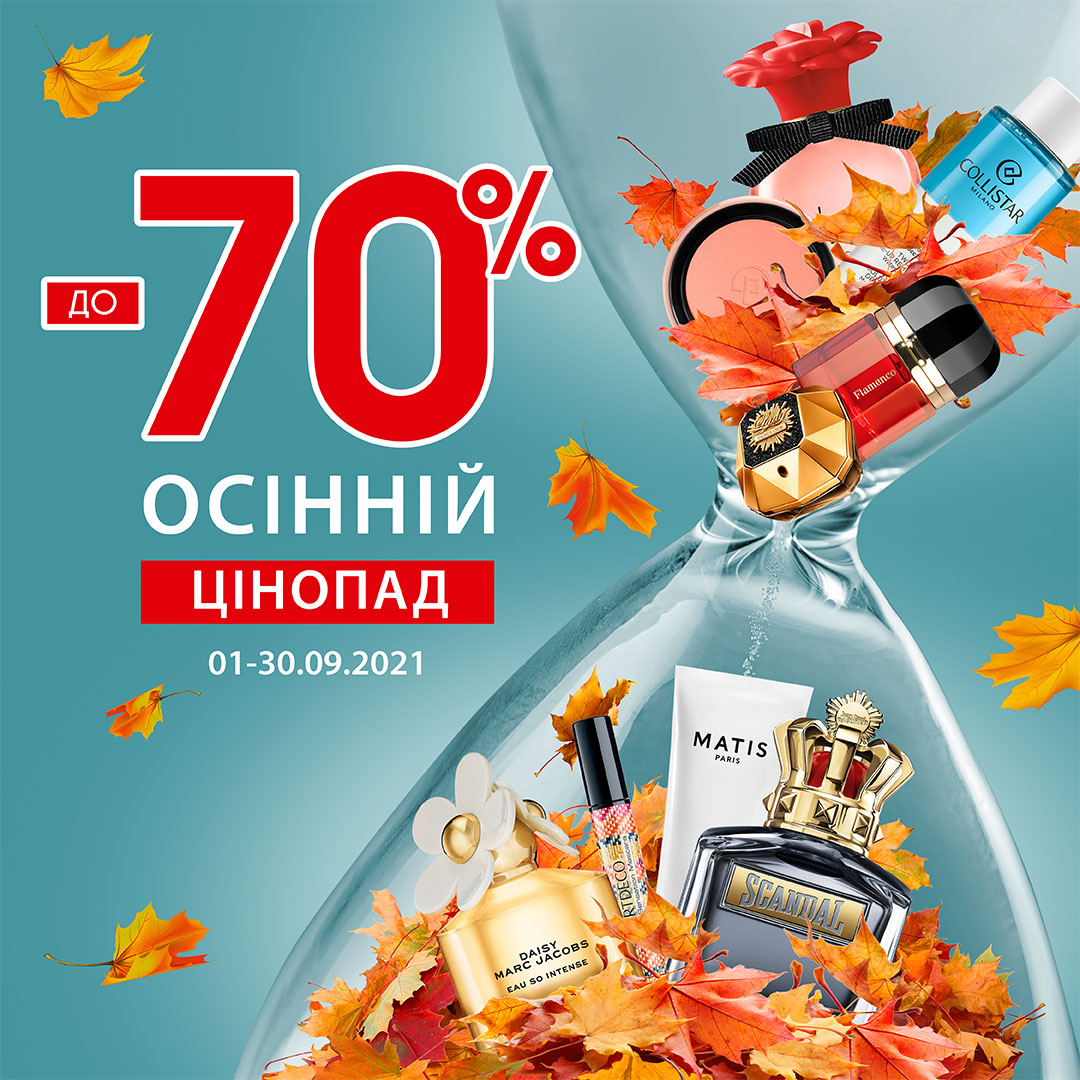 ДО
-70%
ОСІННІЙ
ЦІНОПАД
01-30.09.2021
COLLISTAR
MILANO
Flamenco
MATIS
PARIS
SCANDAL
DAISY
MARC JACOBS
EAU SO INTENSE